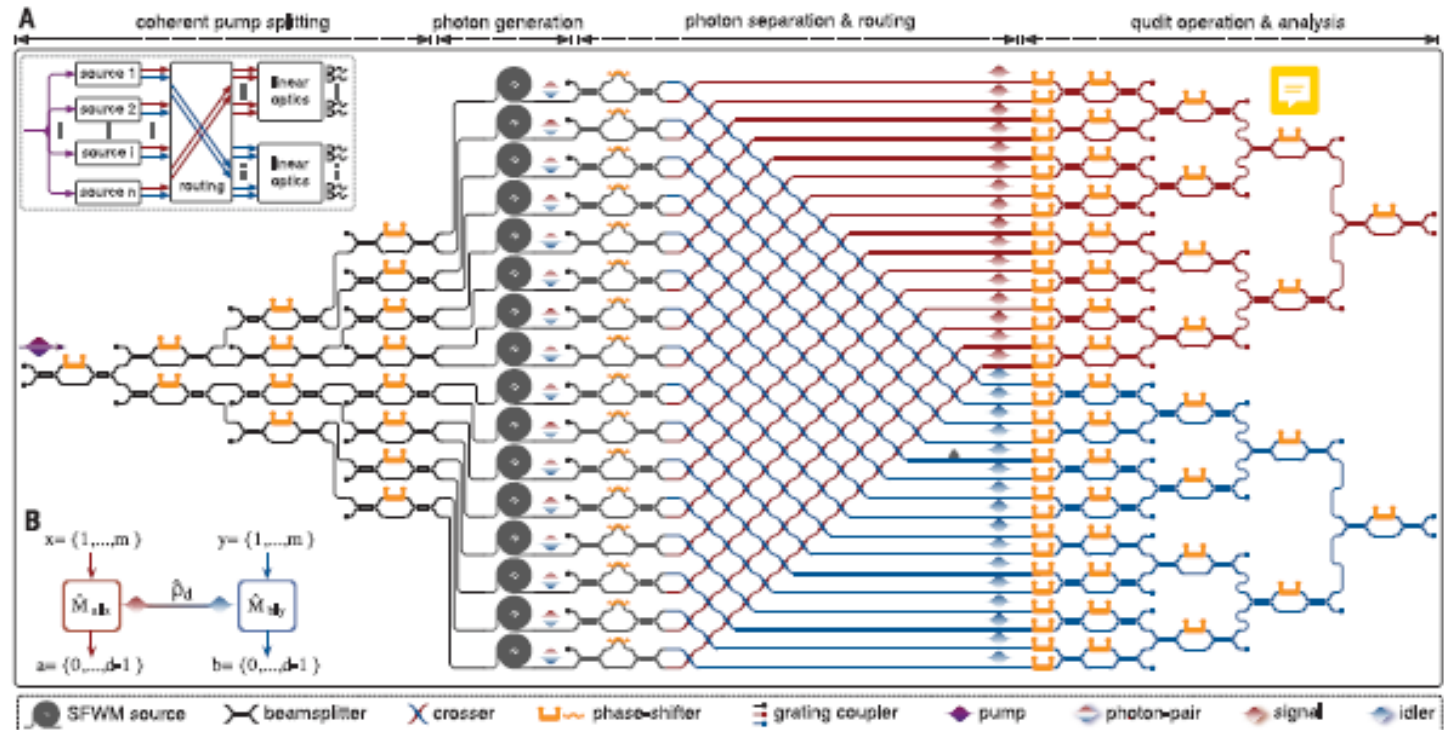 A
coherent pump splitting
photon generation
photon separation & routing
qudit operation & analysis
source 1
source 2
source i
source n
routing
linear
optics
linear
optics
B
x= {1,...,m }
y= {1,...,m }
M̂a|x
ρ̂d
M̂b|y
a= {0,...,d-1 }
b= {0,...,d-1 }
SFWM source
beamsplitter
crosser
phase-shifter
grating coupler
pump
photon-pair
signal
idler